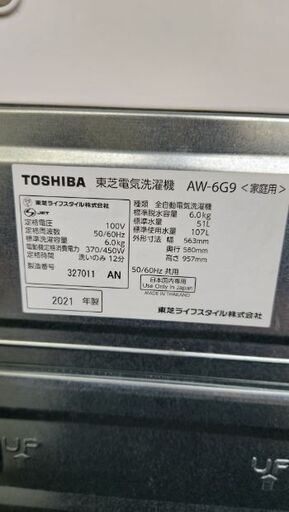 TOSHIBA 東芝電気洗濯機 AW-6G9 <家庭用>
東芝ライフスタイル株式会社
JET
定格電圧 100V
定格周波数 50/60Hz
標準洗濯容量 6.0kg
電動機定格消費電力 370/450W
定格時間 洗いのみ 12分
製造番号
327011 AN
2021 年製
種類 全自動電気洗濯機
標準脱水容量 6.0kg
標準水量 51L
標準使用水量 107L
外形寸法 幅 563mm
奥行 580mm
高さ 957mm
50/60Hz 共用
日本国内専用
Use Only in Japan
MADE IN THAILAND
東芝ライフスタイル株式会社
UP
UP